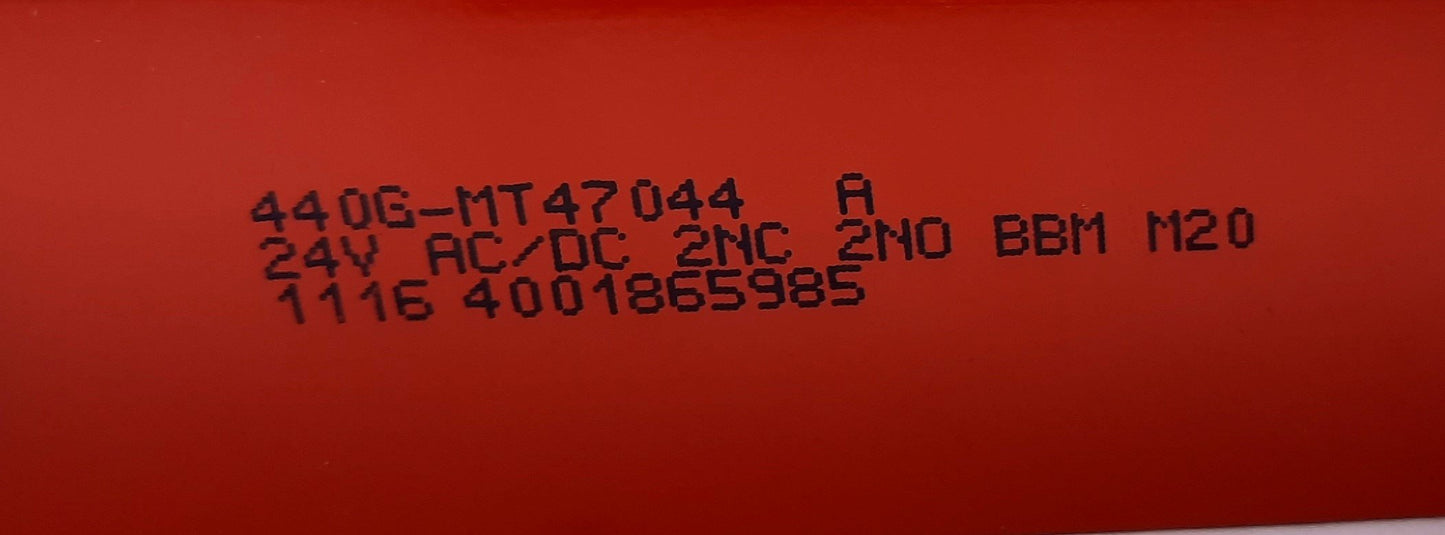 440G-MT47044 A
24V AC/DC 2NC 2NO BBM M20
1116 4001865985